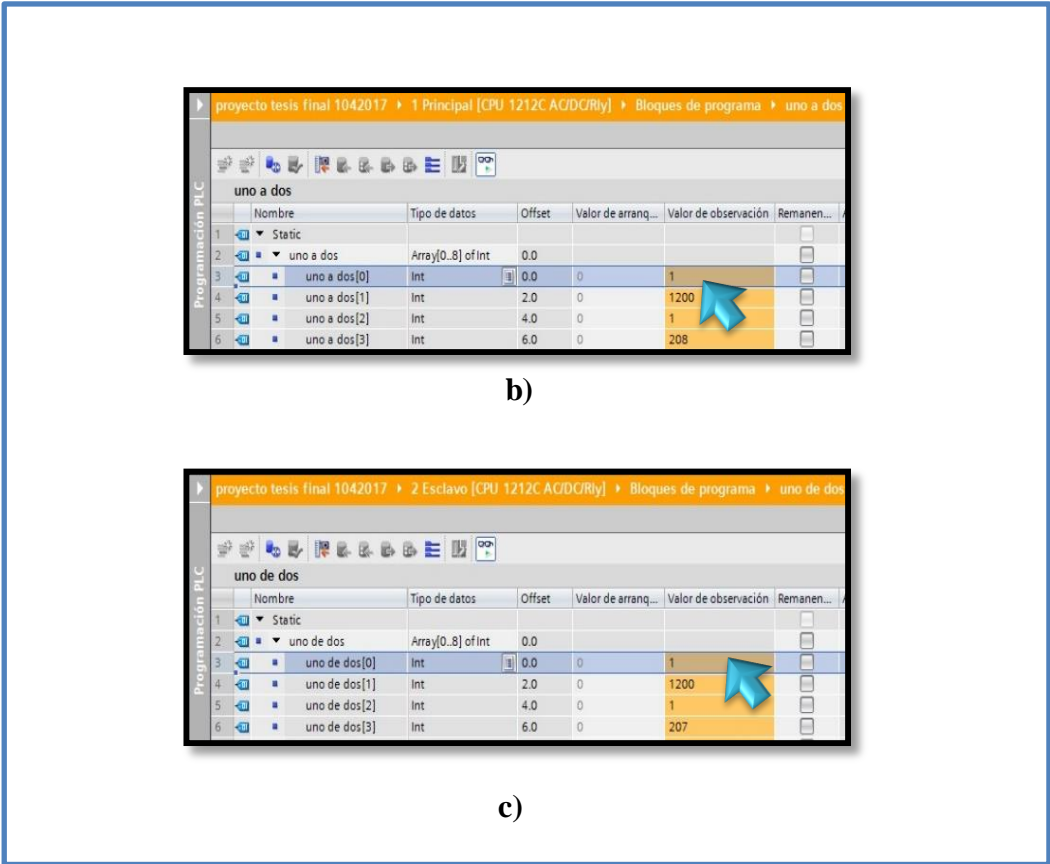 proyecto tesis final 1042017 ▸ 1 Principal [CPU 1212C AC/DC/Rly] ▸ Bloques de programa ▸ uno a dos
Programación PLC
uno a dos
Nombre Tipo de datos Offset Valor de arranq... Valor de observación Remanen...
1 Static
2 uno a dos Array[0..8] of Int 0.0
3 uno a dos[0] Int 0.0 0 1
4 uno a dos[1] Int 2.0 0 1200
5 uno a dos[2] Int 4.0 0 1
6 uno a dos[3] Int 6.0 0 208
b)
proyecto tesis final 1042017 ▸ 2 Esclavo [CPU 1212C AC/DC/Rly] ▸ Bloques de programa ▸ uno de dos
Programación PLC
uno de dos
Nombre Tipo de datos Offset Valor de arranq... Valor de observación Remanen...
1 Static
2 uno de dos Array[0..8] of Int 0.0
3 uno de dos[0] Int 0.0 0 1
4 uno de dos[1] Int 2.0 0 1200
5 uno de dos[2] Int 4.0 0 1
6 uno de dos[3] Int 6.0 0 207
c)